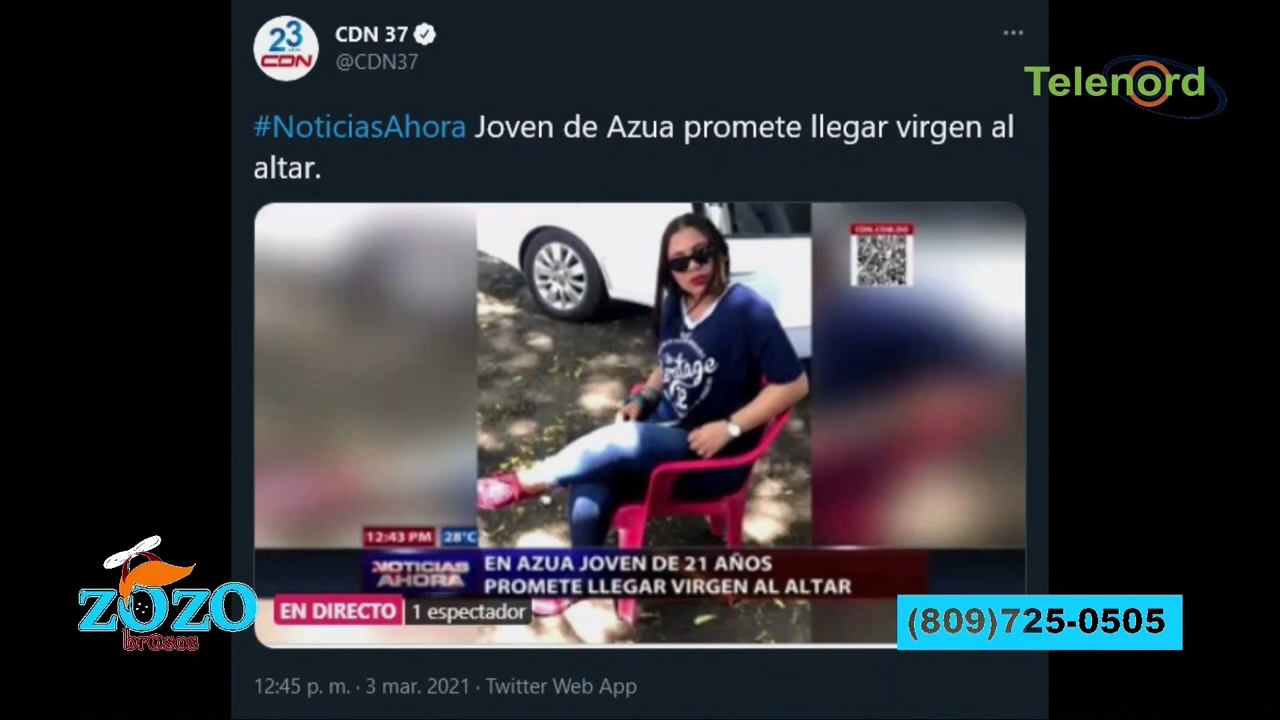 23
CDN
CDN 37
@CDN37
Telenord
#NoticiasAhora Joven de Azua promete llegar virgen al
altar.
CDN.COM.DO
12:43 PM 28°C
NOTICIAS
AHORA
EN AZUA JOVEN DE 21 AÑOS
PROMETE LLEGAR VIRGEN AL ALTAR
EN DIRECTO 1 espectador
ZOZO
brosos
(809)725-0505
12:45 p. m. · 3 mar. 2021 · Twitter Web App